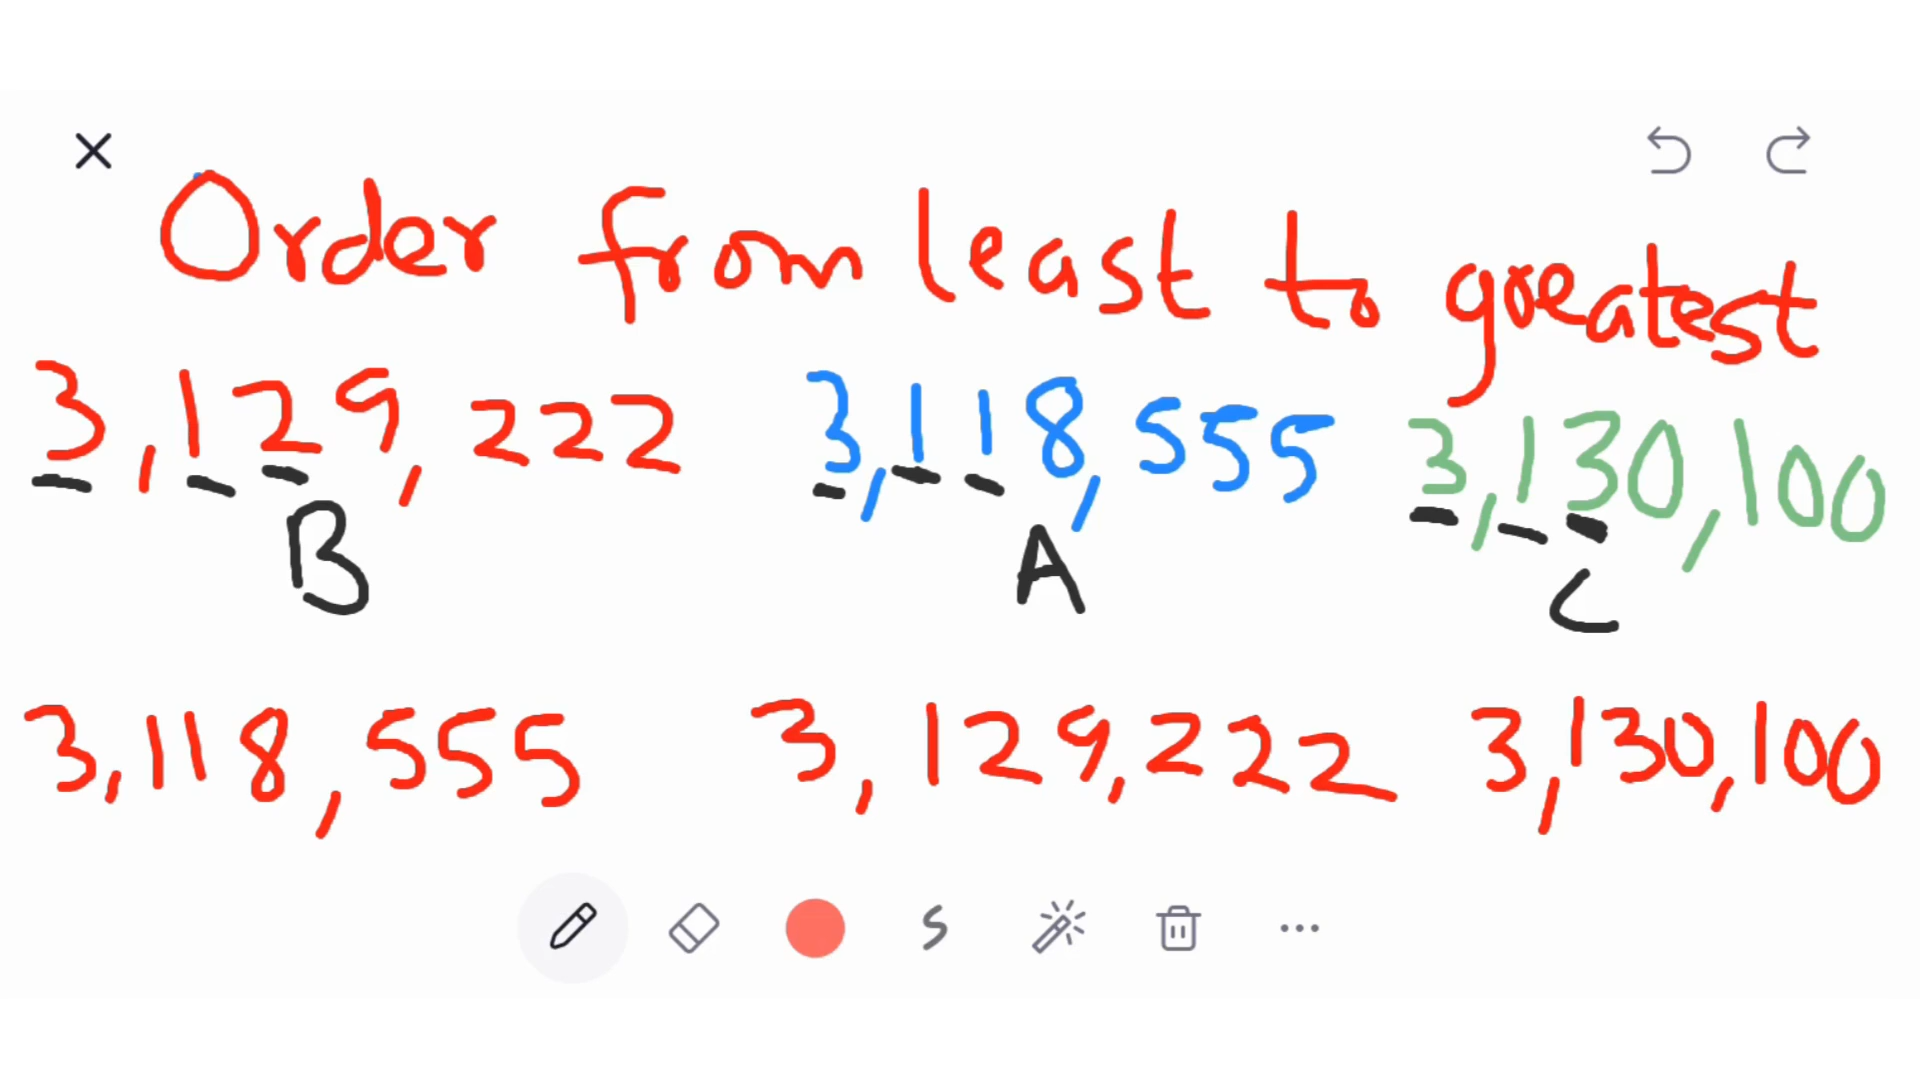 Order from least to greatest
3,129,222 3,118,555 3,130,100
B A C
3,118,555 3,129,222 3,130,100